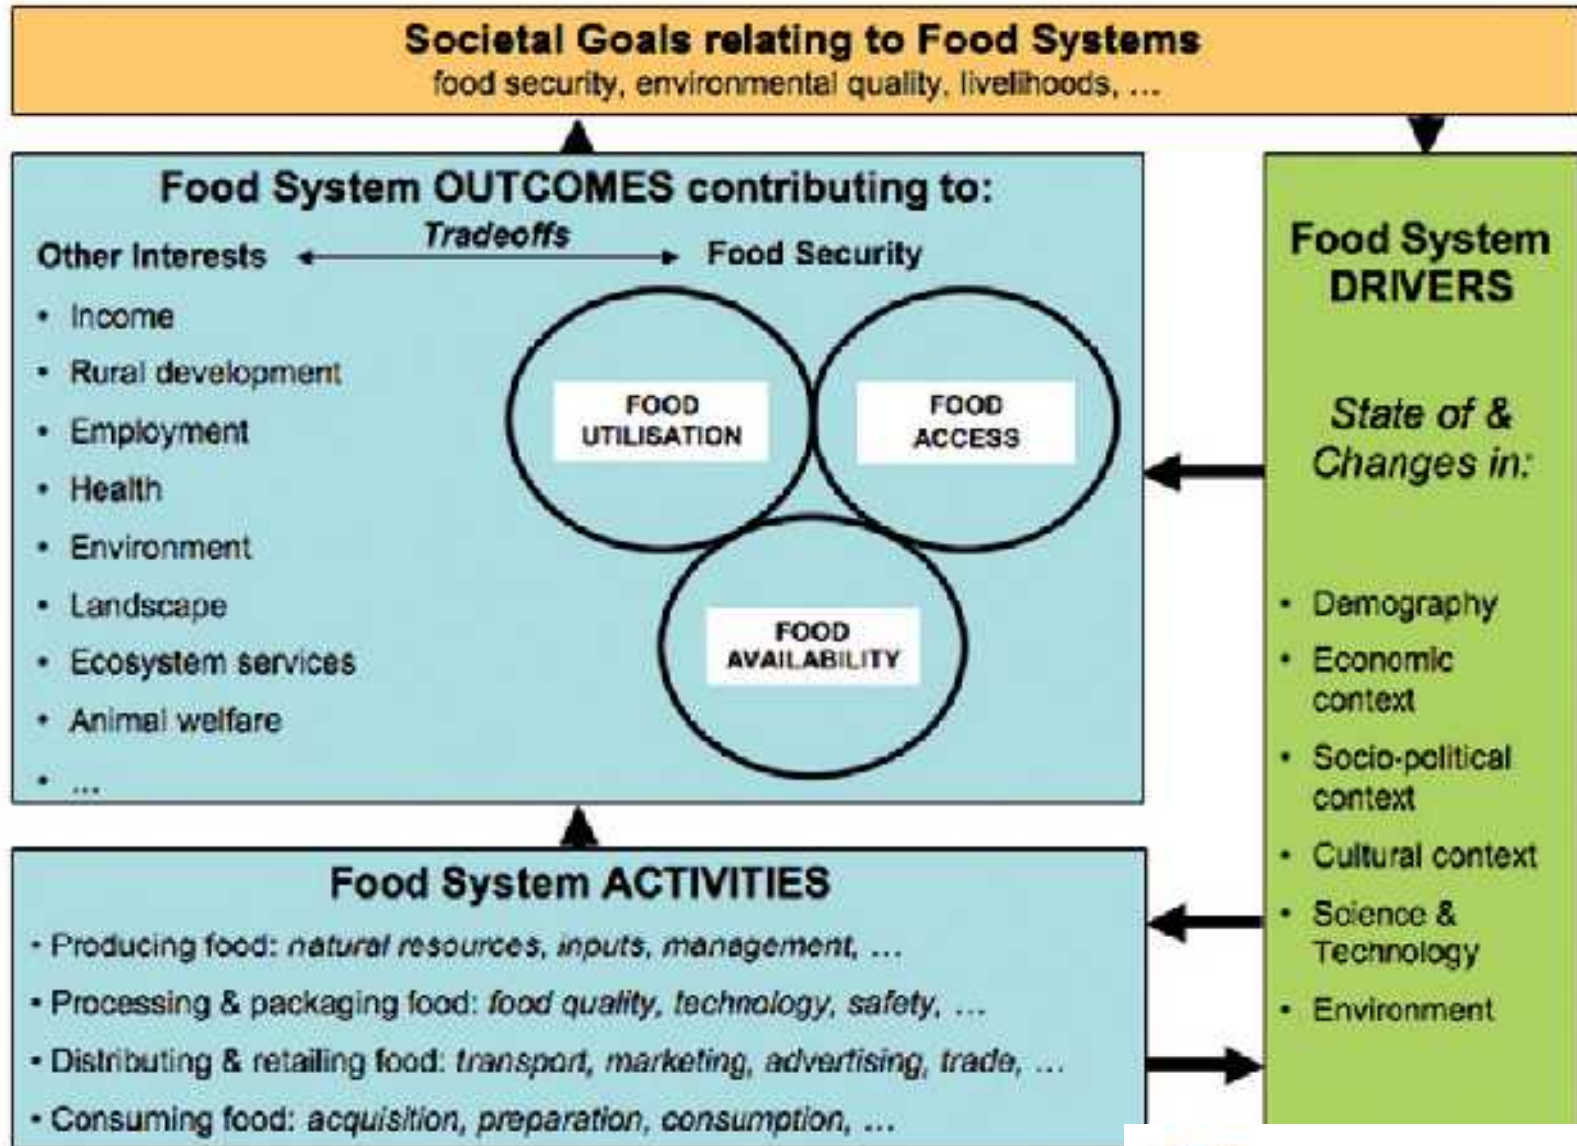 Societal Goals relating to Food Systems
food security, environmental quality, livelihoods, ...
Food System OUTCOMES contributing to:
Tradeoffs
Other Interests
Food Security
• Income
• Rural development
• Employment
• Health
• Environment
• Landscape
• Ecosystem services
• Animal welfare
• ...
FOOD
UTILISATION
FOOD
ACCESS
FOOD
AVAILABILITY
Food System
DRIVERS
State of &
Changes in:
• Demography
• Economic
context
• Socio-political
context
• Cultural context
• Science &
Technology
• Environment
Food System ACTIVITIES
• Producing food: natural resources, inputs, management, ...
• Processing & packaging food: food quality, technology, safety, ...
• Distributing & retailing food: transport, marketing, advertising, trade, ...
• Consuming food: acquisition, preparation, consumption, ...